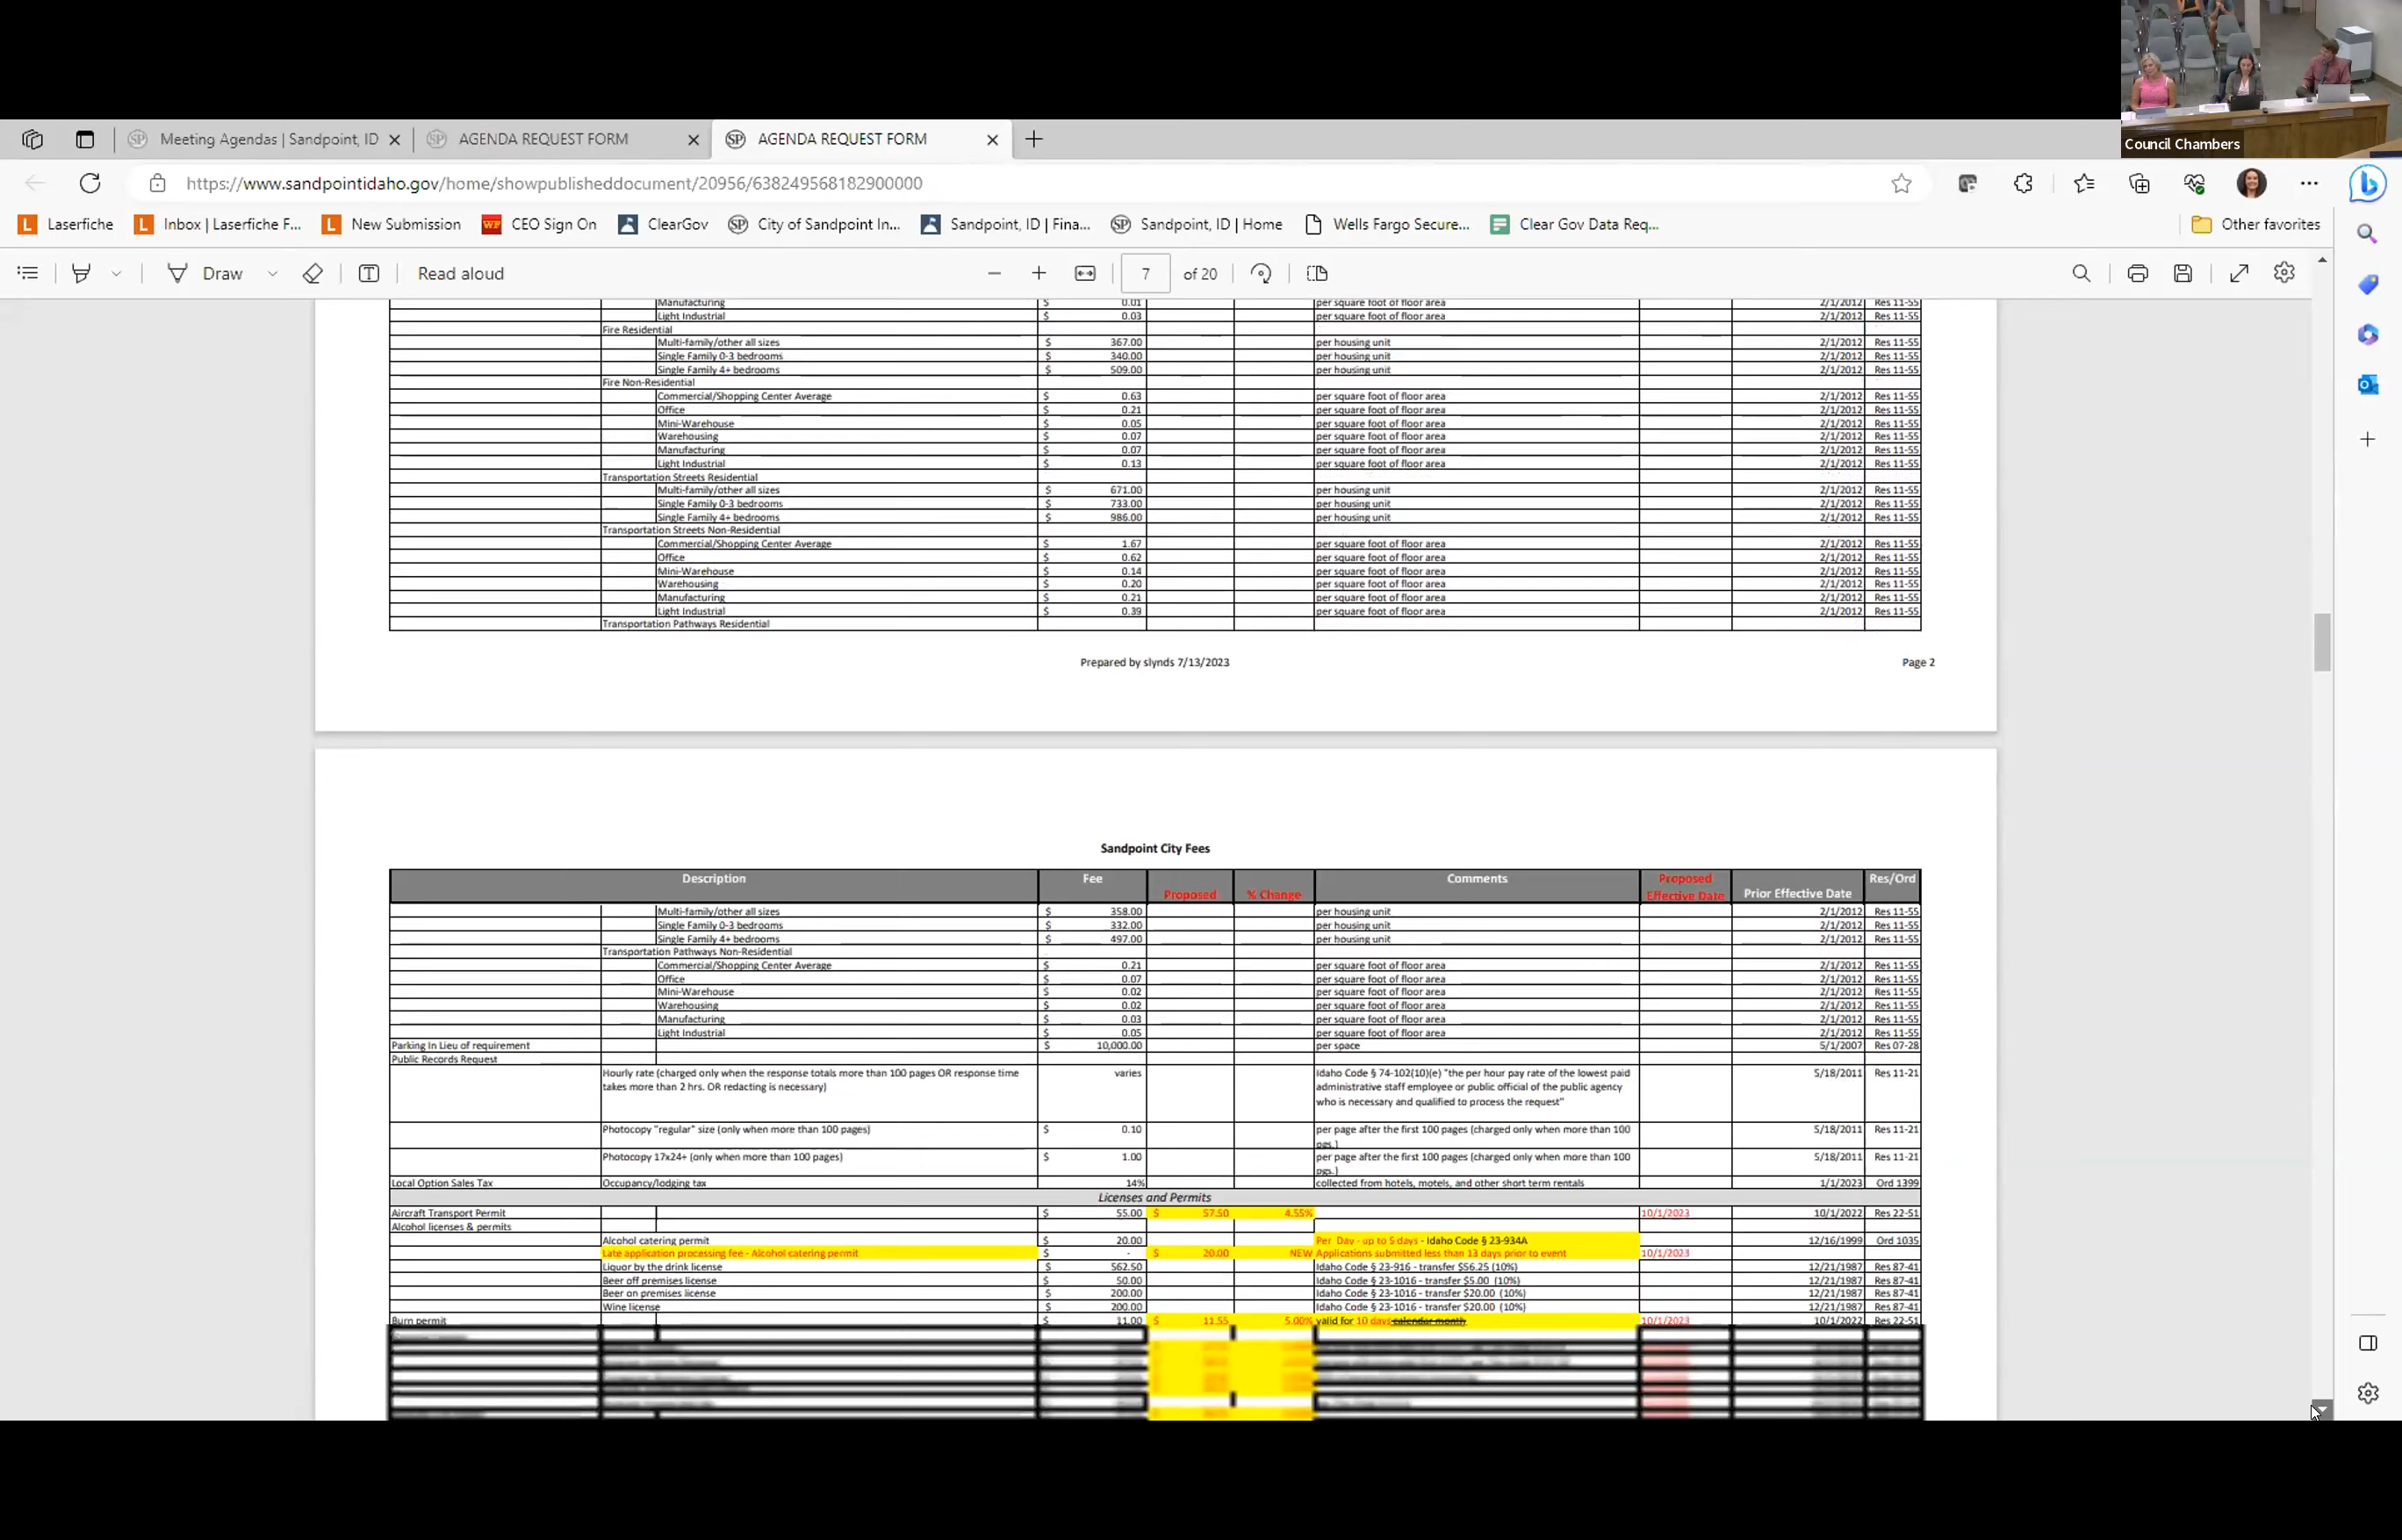 Council Chambers
Meeting Agendas | Sandpoint, ID
AGENDA REQUEST FORM
AGENDA REQUEST FORM
https://www.sandpointidaho.gov/home/showpublisheddocument/20956/638249568182900000
Laserfiche
Inbox | Laserfiche F...
New Submission
CEO Sign On
ClearGov
City of Sandpoint In...
Sandpoint, ID | Fina...
Sandpoint, ID | Home
Wells Fargo Secure...
Clear Gov Data Req...
Other favorites
Draw
Read aloud
7 of 20
Manufacturing $ 0.01 per square foot of floor area 2/1/2012 Res 11-55
Light Industrial $ 0.03 per square foot of floor area 2/1/2012 Res 11-55
Fire Residential
Multi-family/other all sizes $ 367.00 per housing unit 2/1/2012 Res 11-55
Single Family 0-3 bedrooms $ 340.00 per housing unit 2/1/2012 Res 11-55
Single Family 4+ bedrooms $ 509.00 per housing unit 2/1/2012 Res 11-55
Fire Non-Residential
Commercial/Shopping Center Average $ 0.63 per square foot of floor area 2/1/2012 Res 11-55
Office $ 0.21 per square foot of floor area 2/1/2012 Res 11-55
Mini-Warehouse $ 0.05 per square foot of floor area 2/1/2012 Res 11-55
Warehousing $ 0.07 per square foot of floor area 2/1/2012 Res 11-55
Manufacturing $ 0.07 per square foot of floor area 2/1/2012 Res 11-55
Light Industrial $ 0.13 per square foot of floor area 2/1/2012 Res 11-55
Transportation Streets Residential
Multi-family/other all sizes $ 671.00 per housing unit 2/1/2012 Res 11-55
Single Family 0-3 bedrooms $ 733.00 per housing unit 2/1/2012 Res 11-55
Single Family 4+ bedrooms $ 986.00 per housing unit 2/1/2012 Res 11-55
Transportation Streets Non-Residential
Commercial/Shopping Center Average $ 1.67 per square foot of floor area 2/1/2012 Res 11-55
Office $ 0.62 per square foot of floor area 2/1/2012 Res 11-55
Mini-Warehouse $ 0.14 per square foot of floor area 2/1/2012 Res 11-55
Warehousing $ 0.20 per square foot of floor area 2/1/2012 Res 11-55
Manufacturing $ 0.21 per square foot of floor area 2/1/2012 Res 11-55
Light Industrial $ 0.39 per square foot of floor area 2/1/2012 Res 11-55
Transportation Pathways Residential
Prepared by slynds 7/13/2023 Page 2
Sandpoint City Fees
Description Fee Proposed % Change Comments Proposed Effective Date Prior Effective Date Res/Ord
Multi-family/other all sizes $ 358.00 per housing unit 2/1/2012 Res 11-55
Single Family 0-3 bedrooms $ 332.00 per housing unit 2/1/2012 Res 11-55
Single Family 4+ bedrooms $ 497.00 per housing unit 2/1/2012 Res 11-55
Transportation Pathways Non-Residential
Commercial/Shopping Center Average $ 0.21 per square foot of floor area 2/1/2012 Res 11-55
Office $ 0.07 per square foot of floor area 2/1/2012 Res 11-55
Mini-Warehouse $ 0.02 per square foot of floor area 2/1/2012 Res 11-55
Warehousing $ 0.02 per square foot of floor area 2/1/2012 Res 11-55
Manufacturing $ 0.03 per square foot of floor area 2/1/2012 Res 11-55
Light Industrial $ 0.05 per square foot of floor area 2/1/2012 Res 11-55
Parking In Lieu of requirement $ 10,000.00 per space 5/1/2007 Res 07-28
Public Records Request
Hourly rate (charged only when the response totals more than 100 pages OR response time varies Idaho Code § 74-102(10)(e) "the per hour pay rate of the lowest paid 5/18/2011 Res 11-21
takes more than 2 hrs. OR redacting is necessary) administrative staff employee or public official of the public agency
who is necessary and qualified to process the request"
Photocopy "regular" size (only when more than 100 pages) $ 0.10 per page after the first 100 pages (charged only when more than 100 5/18/2011 Res 11-21
pgs.)
Photocopy 17x24+ (only when more than 100 pages) $ 1.00 per page after the first 100 pages (charged only when more than 100 5/18/2011 Res 11-21
pgs.)
Local Option Sales Tax Occupancy/lodging tax 14% collected from hotels, motels, and other short term rentals 1/1/2023 Ord 1399
Licenses and Permits
Aircraft Transport Permit $ 55.00 $ 57.50 4.55% 10/1/2023 10/1/2022 Res 22-51
Alcohol licenses & permits
Alcohol catering permit $ 20.00 Per Day - up to 5 days - Idaho Code § 23-934A 12/16/1999 Ord 1035
Late application processing fee - Alcohol catering permit $ - $ 20.00 NEW Applications submitted less than 13 days prior to event 10/1/2023
Liquor by the drink license $ 562.50 Idaho Code § 23-916 - transfer $56.25 (10%) 12/21/1987 Res 87-41
Beer off premises license $ 50.00 Idaho Code § 23-1016 - transfer $5.00 (10%) 12/21/1987 Res 87-41
Beer on premises license $ 200.00 Idaho Code § 23-1016 - transfer $20.00 (10%) 12/21/1987 Res 87-41
Wine license $ 200.00 Idaho Code § 23-1016 - transfer $20.00 (10%) 12/21/1987 Res 87-41
Burn permit $ 11.00 $ 11.55 5.00% valid for 10 days calendar month 10/1/2023 10/1/2022 Res 22-51